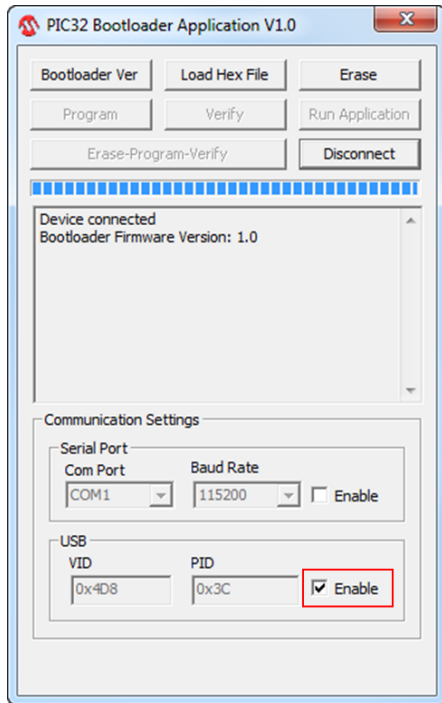 PIC32 Bootloader Application V1.0
Bootloader Ver Load Hex File Erase
Program Verify Run Application
Erase-Program-Verify Disconnect
Device connected
Bootloader Firmware Version: 1.0
Communication Settings
Serial Port
Com Port Baud Rate
COM1 115200 Enable
USB
VID PID
0x4D8 0x3C Enable